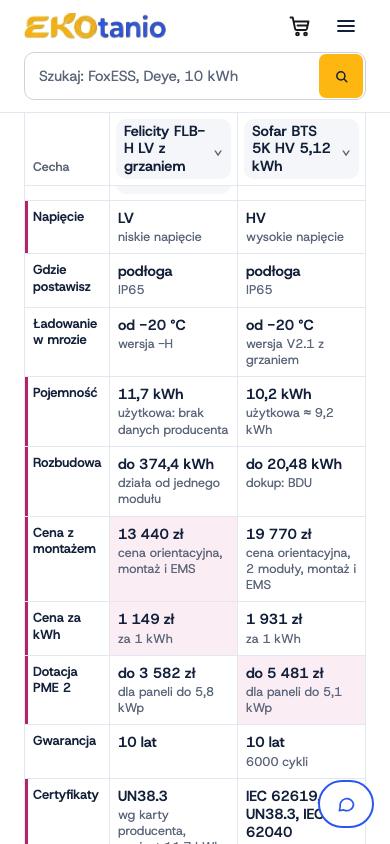 EKOtanio
Szukaj: FoxESS, Deye, 10 kWh
Cecha
Felicity FLB-
H LV z
grzaniem
Sofar BTS
5K HV 5,12
kWh
Napięcie
LV
niskie napięcie
HV
wysokie napięcie
Gdzie
postawisz
podłoga
IP65
podłoga
IP65
Ładowanie
w mrozie
od −20 °C
wersja −H
od −20 °C
wersja V2.1 z
grzaniem
Pojemność
11,7 kWh
użytkowa: brak
danych producenta
10,2 kWh
użytkowa ≈ 9,2
kWh
Rozbudowa
do 374,4 kWh
działa od jednego
modułu
do 20,48 kWh
dokup: BDU
Cena z
montażem
13 440 zł
cena orientacyjna,
montaż i EMS
19 770 zł
cena orientacyjna,
2 moduły, montaż i
EMS
Cena za
kWh
1 149 zł
za 1 kWh
1 931 zł
za 1 kWh
Dotacja
PME 2
do 3 582 zł
dla paneli do 5,8
kWp
do 5 481 zł
dla paneli do 5,1
kWp
Gwarancja
10 lat
10 lat
6000 cykli
Certyfikaty
UN38.3
wg karty
producenta,
IEC 62619
UN38.3, IEC
62040